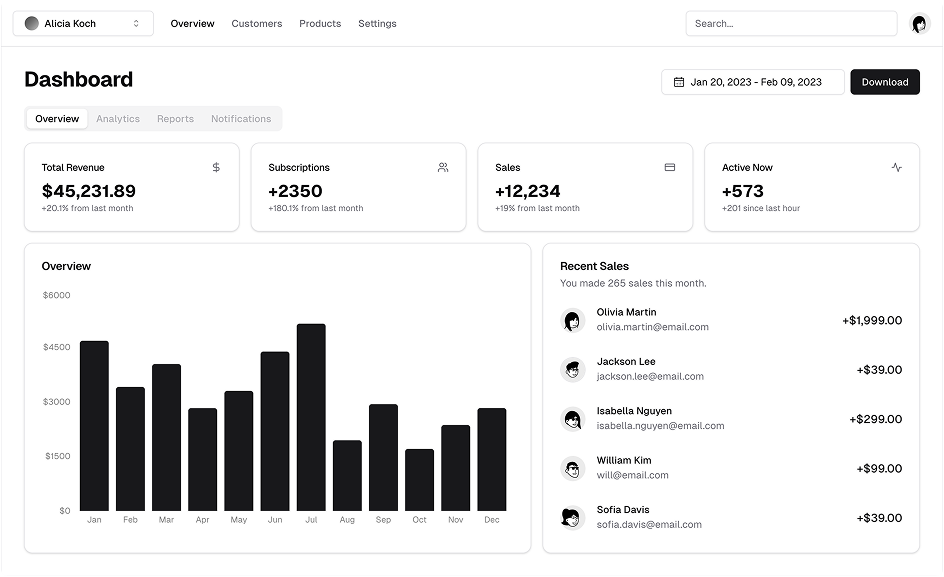 Alicia Koch
Overview Customers Products Settings
Search...
Dashboard
Jan 20, 2023 - Feb 09, 2023
Download
Overview Analytics Reports Notifications
Total Revenue
$
$45,231.89
+20.1% from last month
Subscriptions
+2350
+180.1% from last month
Sales
+12,234
+19% from last month
Active Now
+573
+201 since last hour
Overview
$6000
$4500
$3000
$1500
$0
Jan Feb Mar Apr May Jun Jul Aug Sep Oct Nov Dec
Recent Sales
You made 265 sales this month.
Olivia Martin
olivia.martin@email.com
+$1,999.00
Jackson Lee
jackson.lee@email.com
+$39.00
Isabella Nguyen
isabella.nguyen@email.com
+$299.00
William Kim
will@email.com
+$99.00
Sofia Davis
sofia.davis@email.com
+$39.00